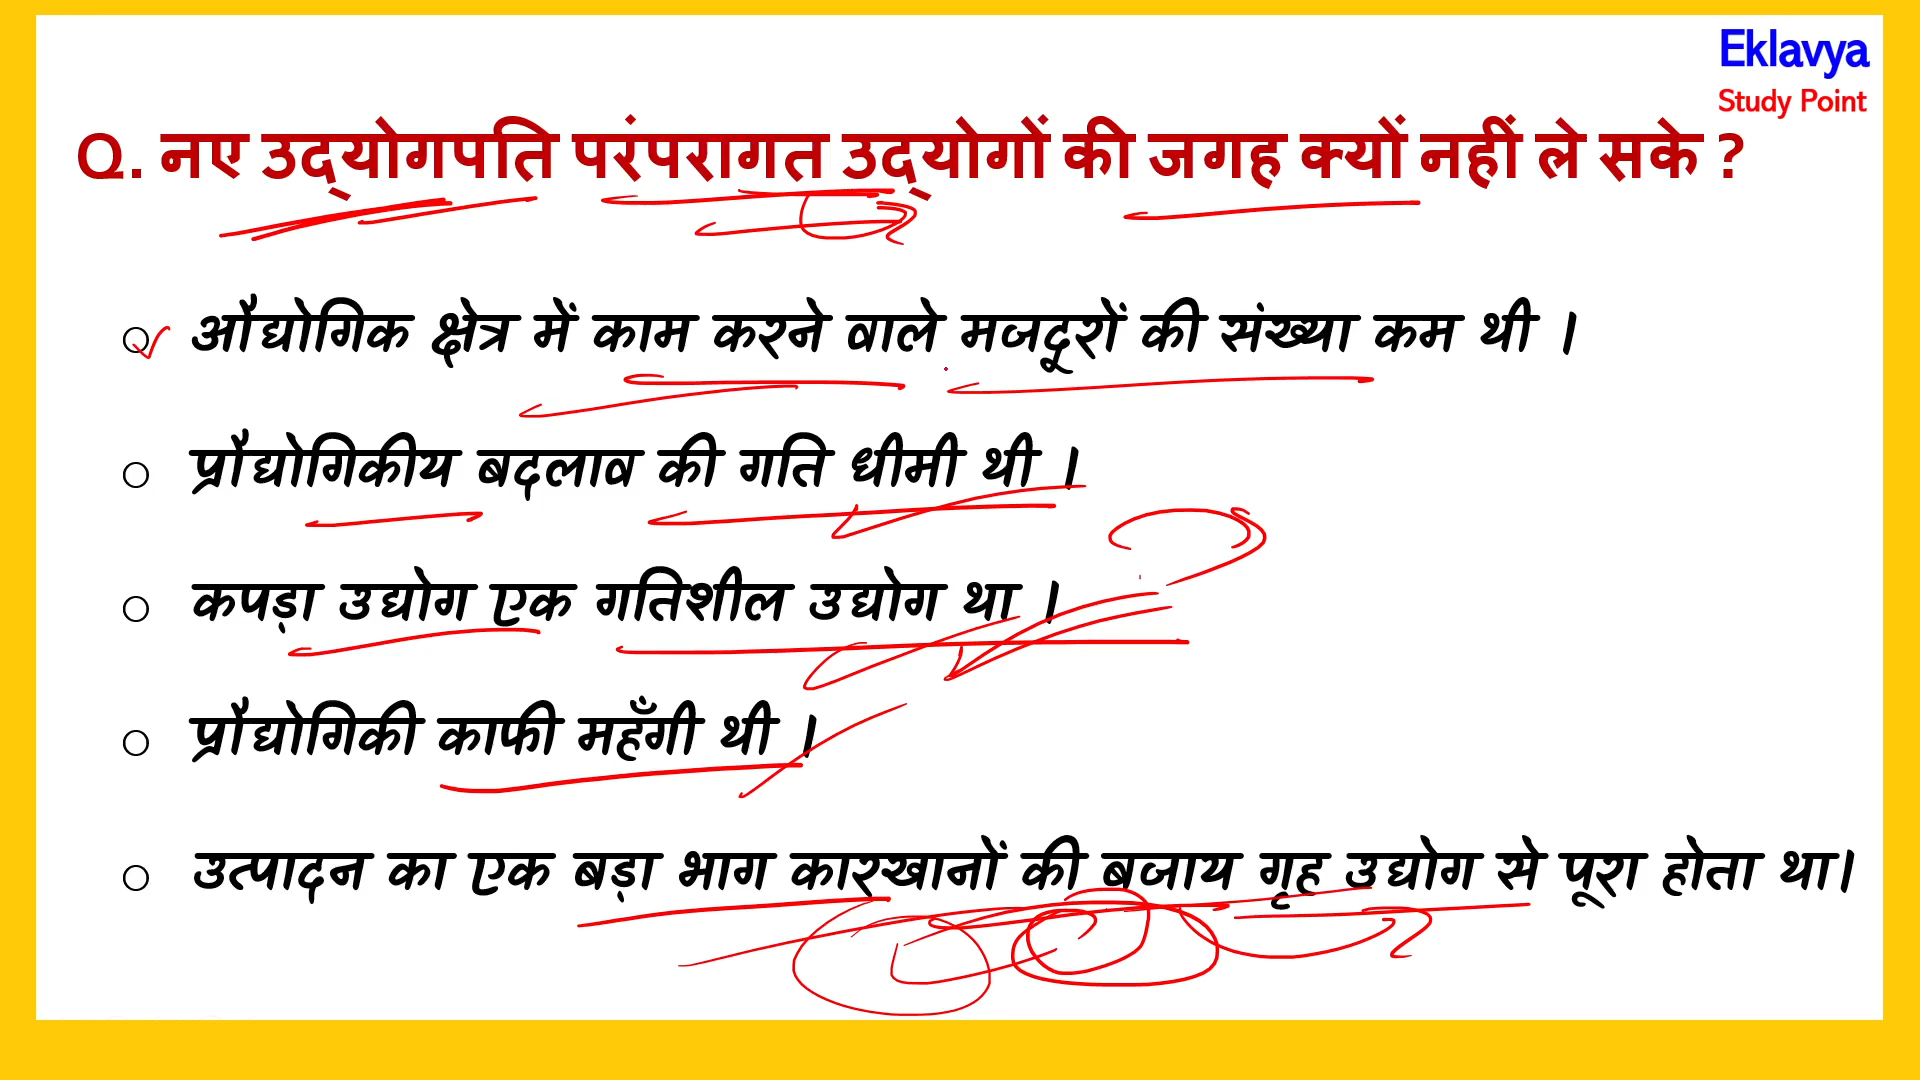 Eklavya
Study Point
Q. नए उद्योगपति परंपरागत उद्योगों की जगह क्यों नहीं ले सके ?
○ औद्योगिक क्षेत्र में काम करने वाले मजदूरों की संख्या कम थी ।
○ प्रौद्योगिकीय बदलाव की गति धीमी थी ।
○ कपड़ा उद्योग एक गतिशील उद्योग था ।
○ प्रौद्योगिकी काफी महँगी थी ।
○ उत्पादन का एक बड़ा भाग कारखानों की बजाय गृह उद्योग से पूरा होता था।